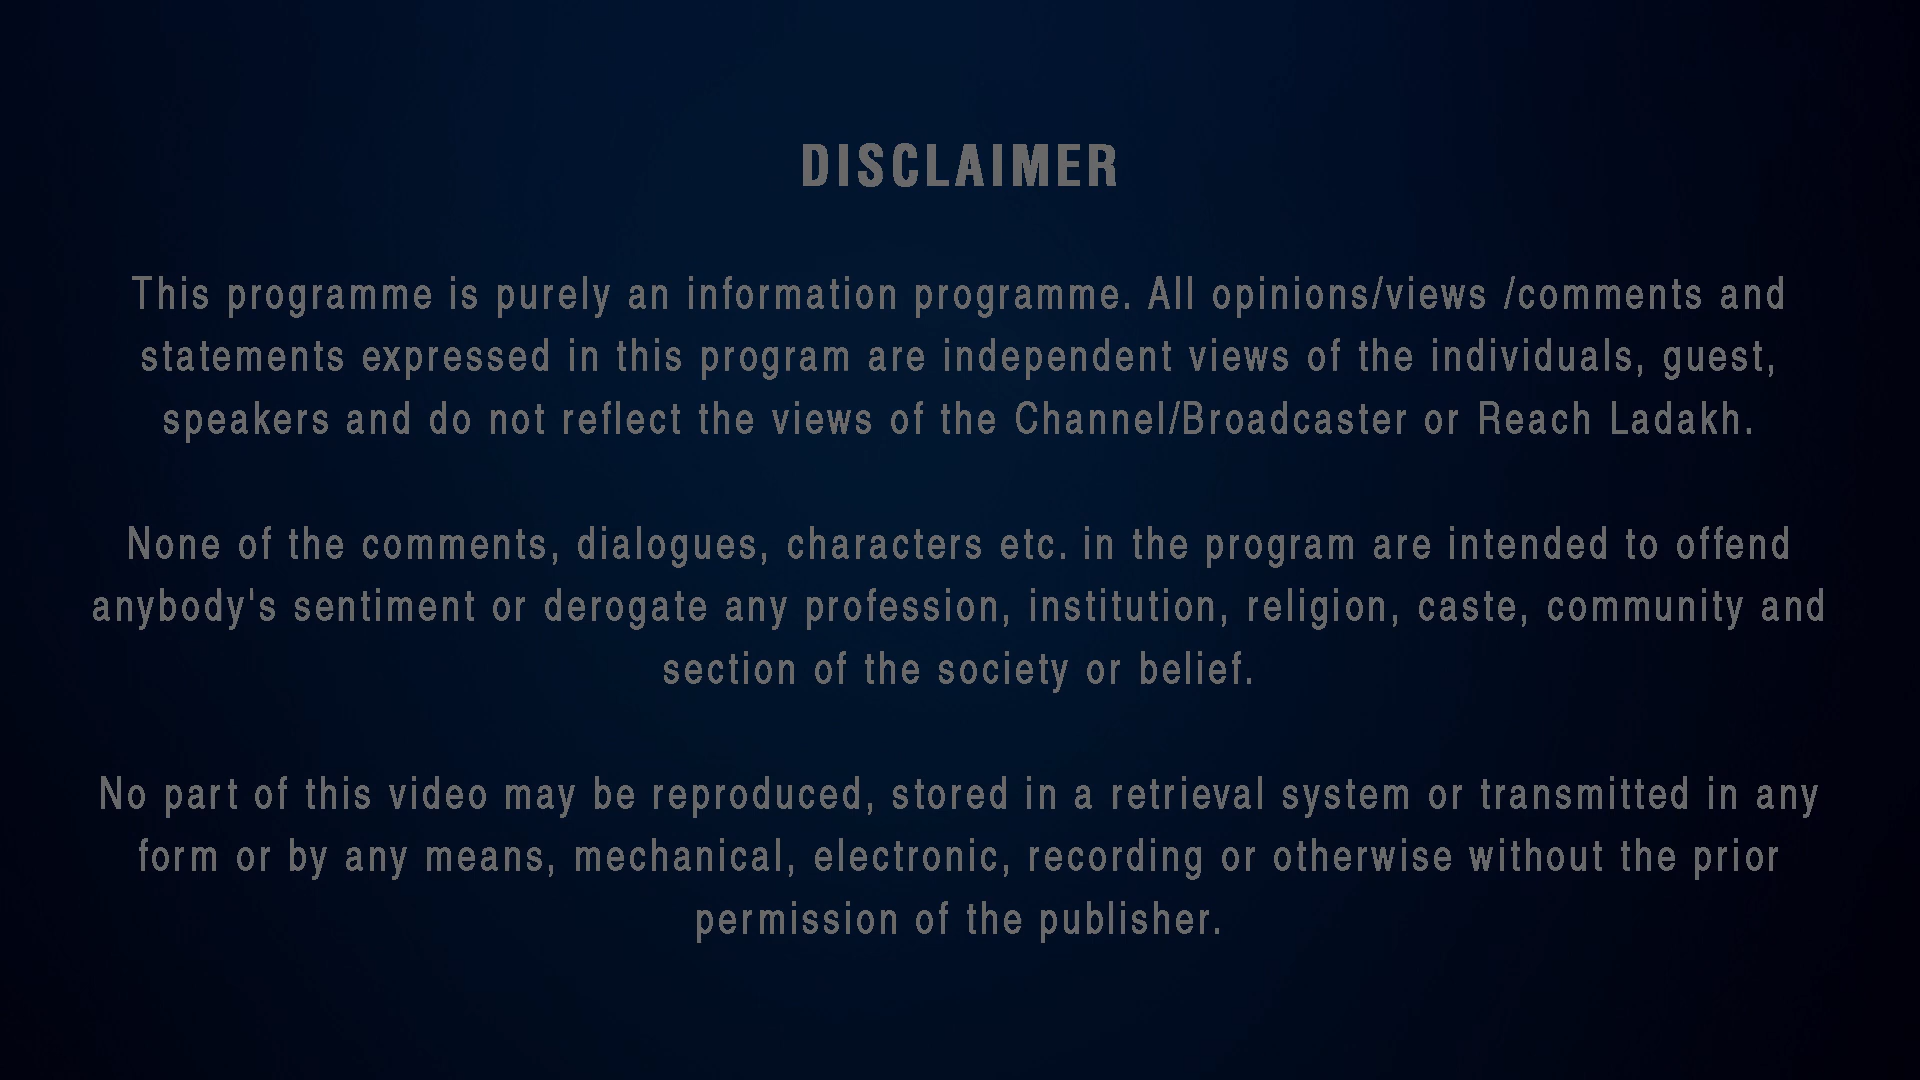 DISCLAIMER
This programme is purely an information programme. All opinions/views /comments and
statements expressed in this program are independent views of the individuals, guest,
speakers and do not reflect the views of the Channel/Broadcaster or Reach Ladakh.
None of the comments, dialogues, characters etc. in the program are intended to offend
anybody's sentiment or derogate any profession, institution, religion, caste, community and
section of the society or belief.
No part of this video may be reproduced, stored in a retrieval system or transmitted in any
form or by any means, mechanical, electronic, recording or otherwise without the prior
permission of the publisher.